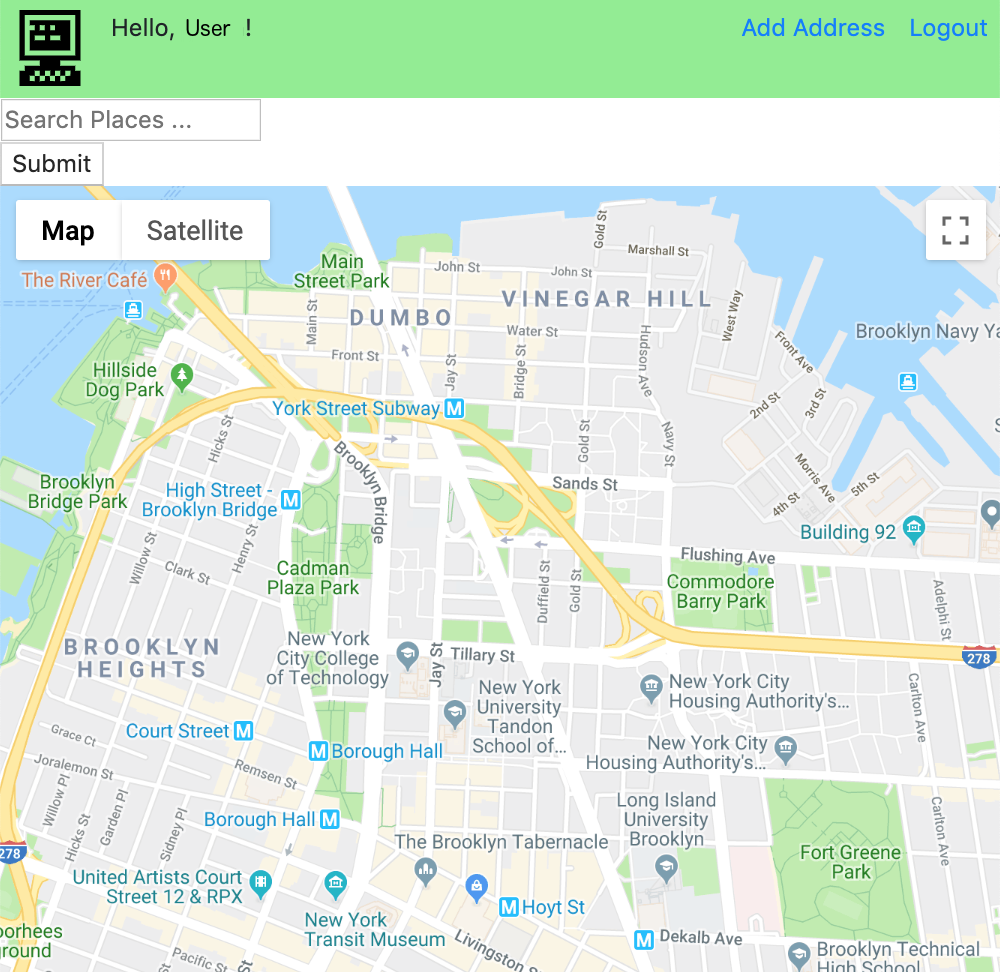 Hello, User !
Add Address
Logout
Search Places ...
Submit
Map
Satellite
The River Café
Main
Street Park
John St
John St
Gold St
Marshall St
VINEGAR HILL
DUMBO
Main St
Water St
West Way
Brooklyn Navy Ya
Front St
Jay St
Bridge St
Hudson Ave
Front Ave
Hillside
Dog Park
York Street Subway
2nd St
3rd St
Hicks St
Gold St
Navy St
Brooklyn Bridge
Brooklyn
Bridge Park
High Street -
Brooklyn Bridge
Sands St
Morris Ave
5th St
4th St
Building 92
Willow St
Henry St
Clark St
Cadman
Plaza Park
Duffield St
Gold St
Flushing Ave
Commodore
Barry Park
Adelphi St
BROOKLYN
HEIGHTS
New York
City College
of Technology
Jay St
Tillary St
278
New York
University
Tandon
School of...
New York City
Housing Authority's...
Carlton Ave
Grace Ct
Court Street
Borough Hall
New York City
Housing Authority's...
Joralemon St
Remsen St
Willow Pl
Garden Pl
Hicks St
Sidney Pl
Borough Hall
Long Island
University
Brooklyn
Carlton Ave
The Brooklyn Tabernacle
Fort Greene
Park
278
United Artists Court
Street 12 & RPX
Hoyt St
New York
Transit Museum
oorhees
ground
Pacific St
Livingston St
Dekalb Ave
Brooklyn Technical
High School